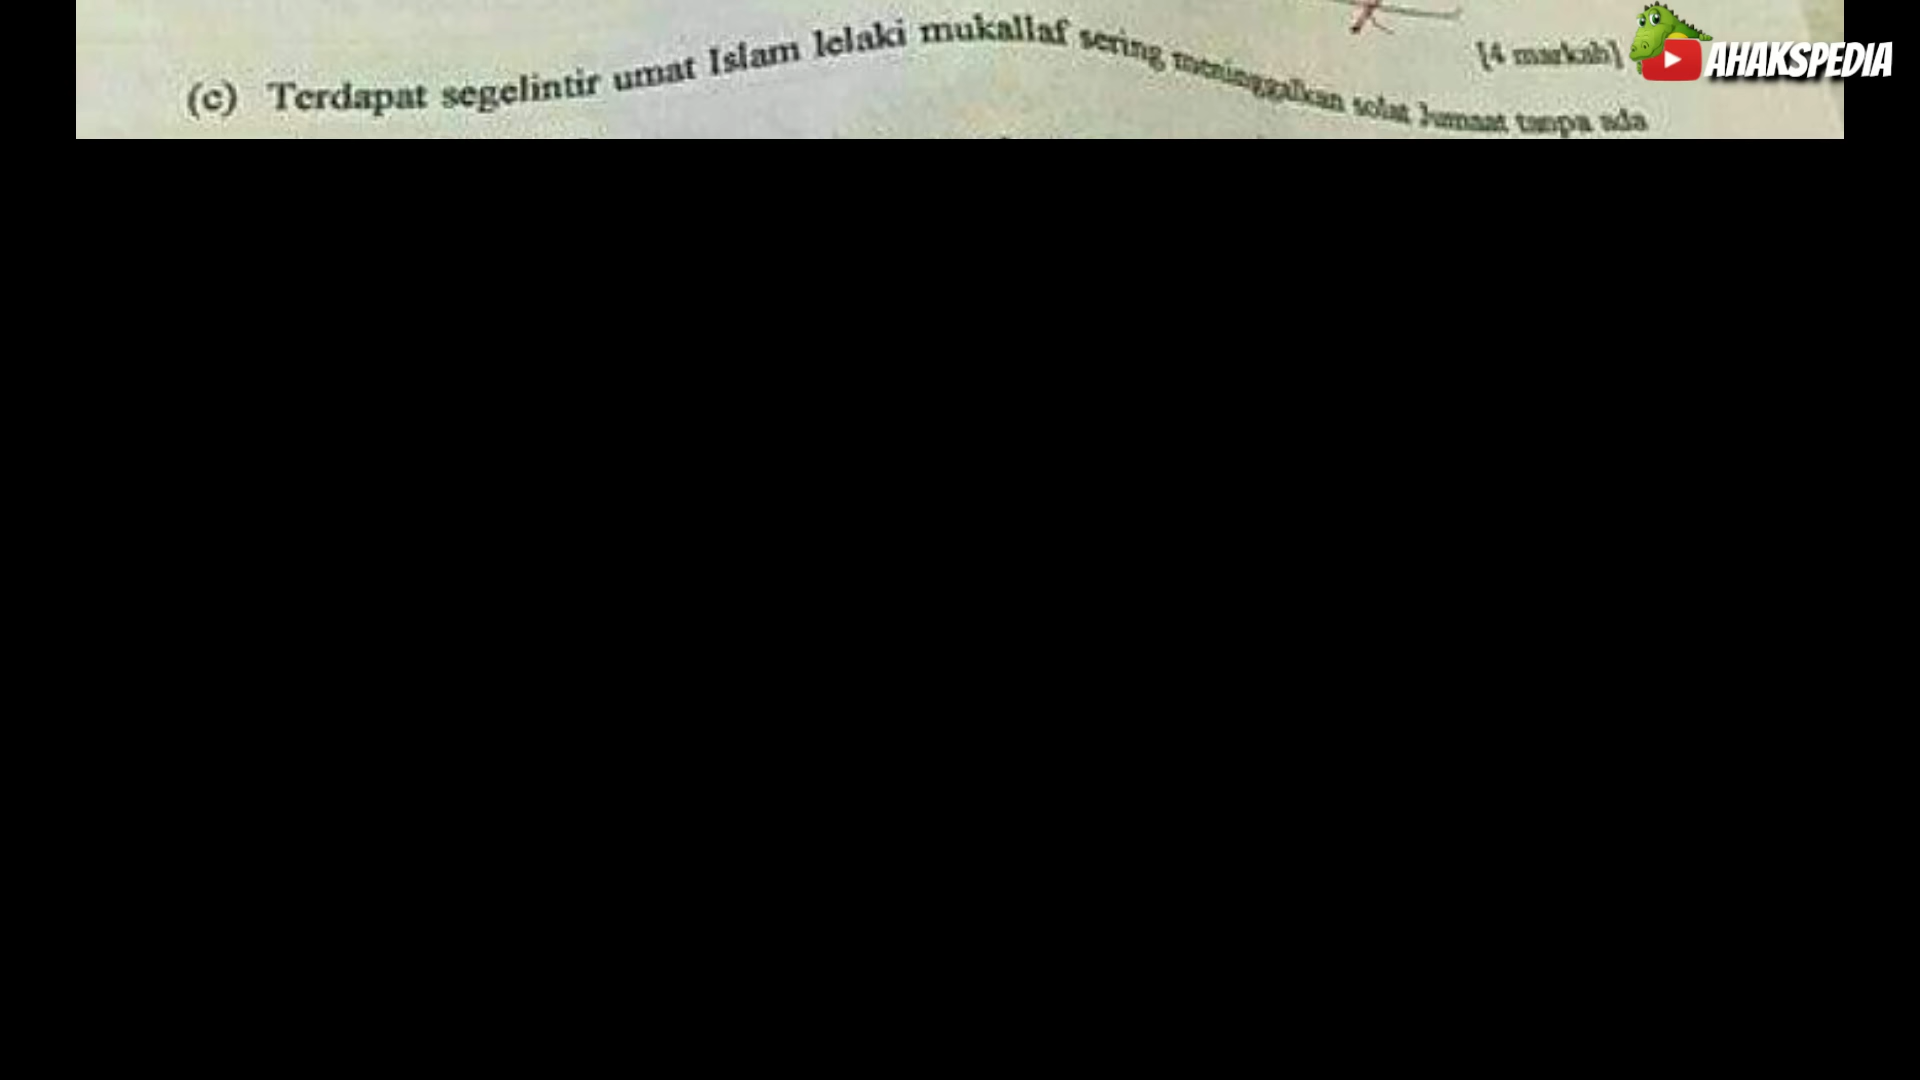 [4 markah]
AHAKSPEDIA
(c) Terdapat segelintir umat Islam lelaki mukallaf sering meninggalkan solat Jumaat tanpa ada